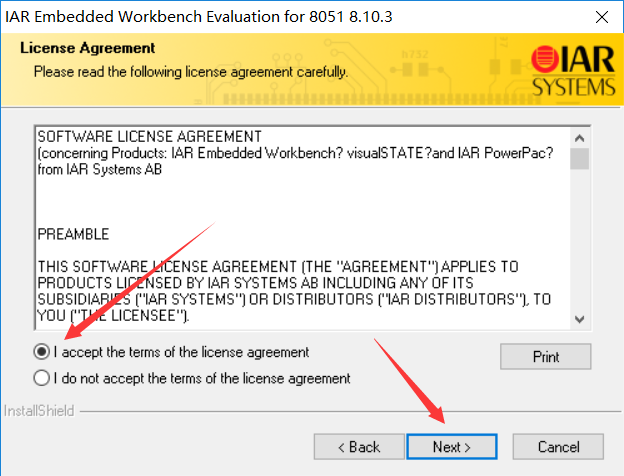 IAR Embedded Workbench Evaluation for 8051 8.10.3
License Agreement
Please read the following license agreement carefully.
IAR
SYSTEMS
SOFTWARE LICENSE AGREEMENT
(concerning Products: IAR Embedded Workbench? visualSTATE?and IAR PowerPac?
from IAR Systems AB
PREAMBLE
THIS SOFTWARE LICENSE AGREEMENT (THE "AGREEMENT") APPLIES TO
PRODUCTS LICENSED BY IAR SYSTEMS AB INCLUDING ANY OF ITS
SUBSIDIARIES ("IAR SYSTEMS") OR DISTRIBUTORS ("IAR DISTRIBUTORS"), TO
YOU ("THE LICENSEE").
I accept the terms of the license agreement
Print
I do not accept the terms of the license agreement
InstallShield
< Back
Next >
Cancel